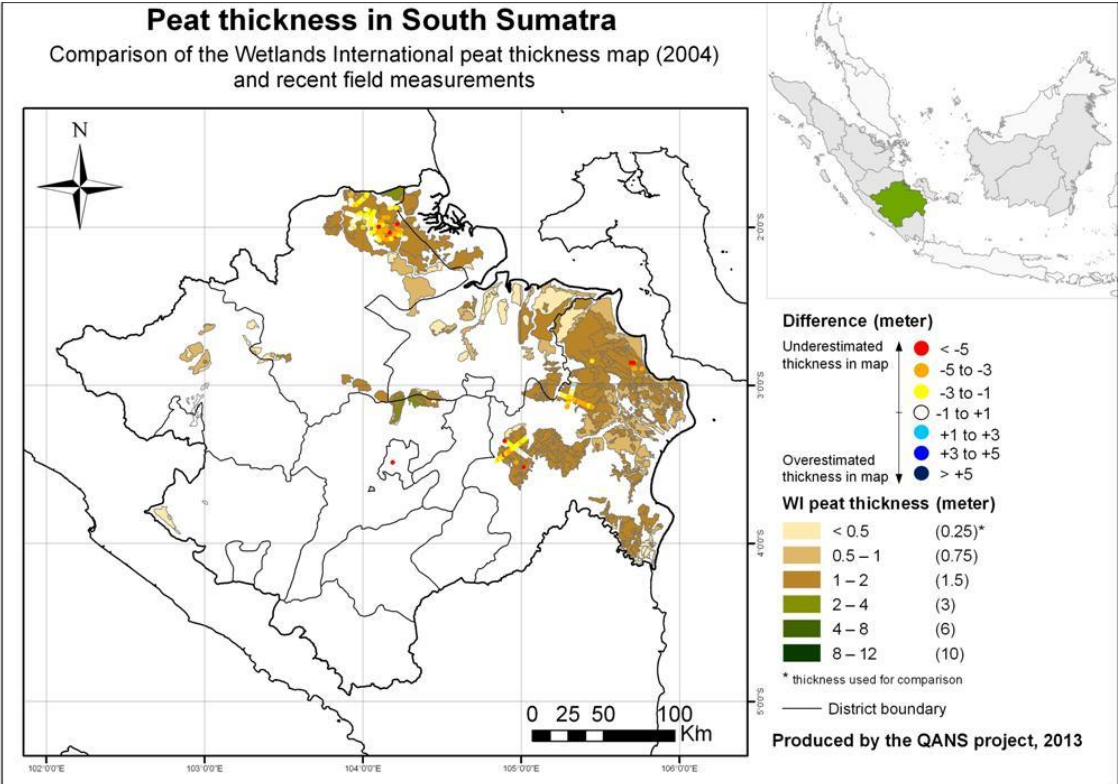 Peat thickness in South Sumatra
Comparison of the Wetlands International peat thickness map (2004)
and recent field measurements
N
2°0'0"S
3°0'0"S
4°0'0"S
5°0'0"S
0 25 50 100
Km
102°0'0"E 103°0'0"E 104°0'0"E 105°0'0"E 106°0'0"E
Difference (meter)
Underestimated
thickness in map
< -5
-5 to -3
-3 to -1
-1 to +1
+1 to +3
+3 to +5
Overestimated
thickness in map
> +5
WI peat thickness (meter)
< 0.5 (0.25)*
0.5 – 1 (0.75)
1 – 2 (1.5)
2 – 4 (3)
4 – 8 (6)
8 – 12 (10)
* thickness used for comparison
District boundary
Produced by the QANS project, 2013